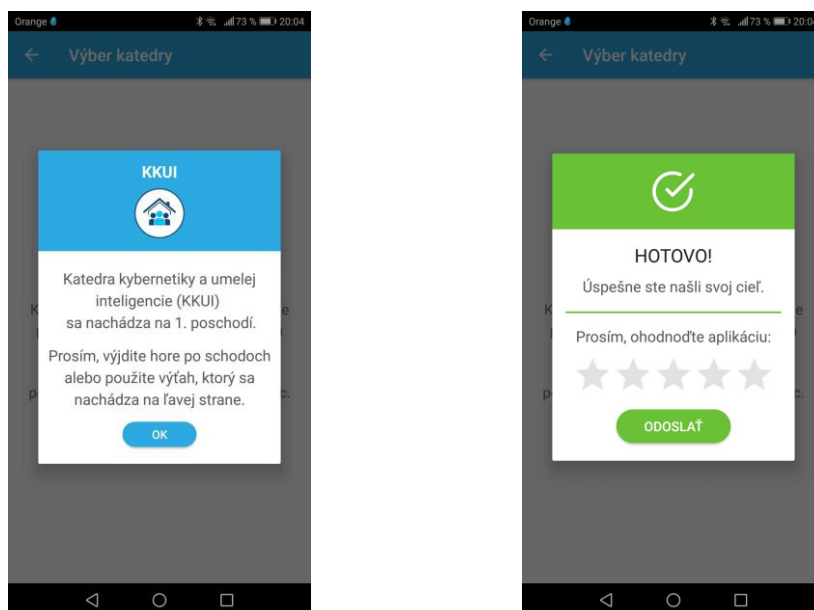 Orange 73 % 20:04
Výber katedry
KKUI
Katedra kybernetiky a umelej
inteligencie (KKUI)
sa nachádza na 1. poschodí.
Prosím, výjdite hore po schodoch
alebo použite výťah, ktorý sa
nachádza na ľavej strane.
OK
Orange 73 % 20:04
Výber katedry
HOTOVO!
Úspešne ste našli svoj cieľ.
Prosím, ohodnoďte aplikáciu:
ODOSLAŤ